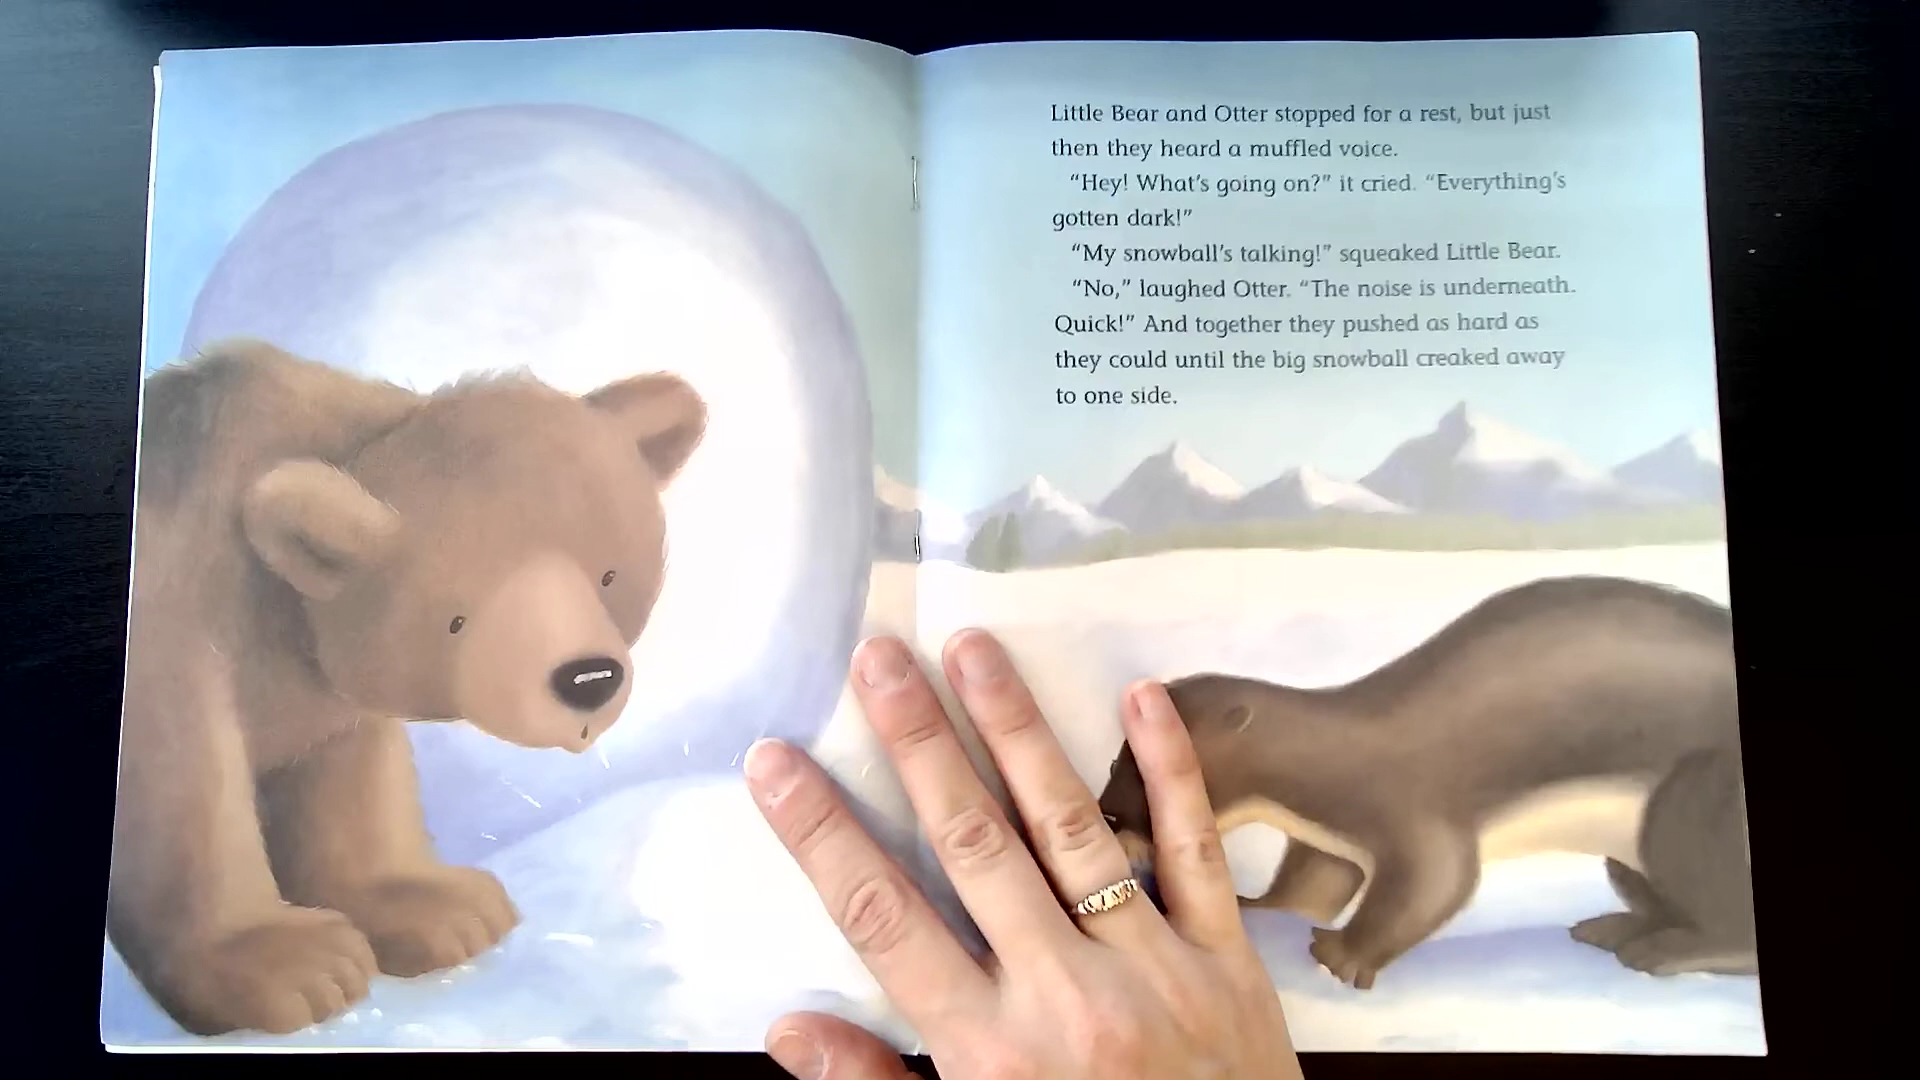 Little Bear and Otter stopped for a rest, but just
then they heard a muffled voice.
“Hey! What’s going on?” it cried. “Everything’s
gotten dark!”
“My snowball’s talking!” squeaked Little Bear.
“No,” laughed Otter. “The noise is underneath.
Quick!” And together they pushed as hard as
they could until the big snowball creaked away
to one side.